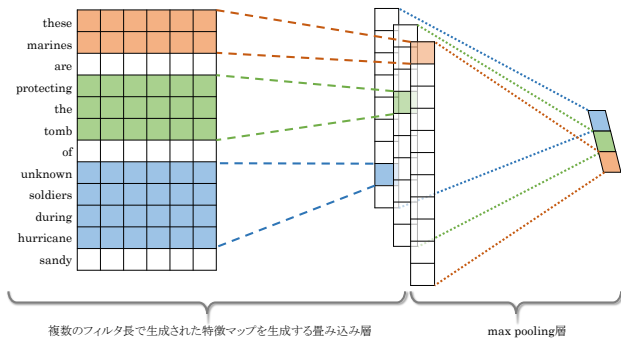 these
marines
are
protecting
the
tomb
of
unknown
soldiers
during
hurricane
sandy
複数のフィルタ長で生成された特徴マップを生成する畳み込み層
max pooling層